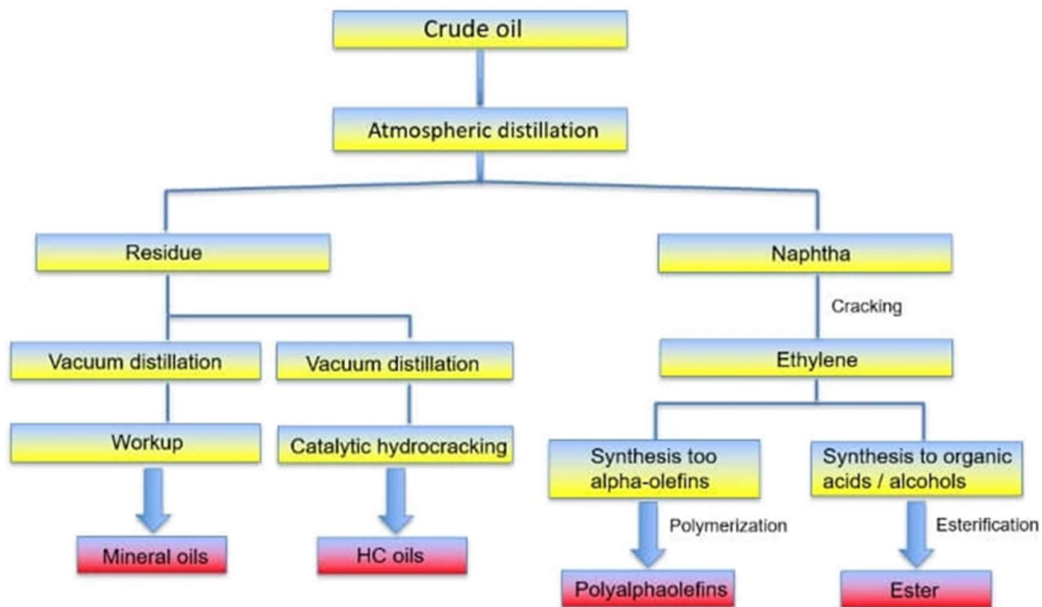 Crude oil
Atmospheric distillation
Residue
Naphtha
Cracking
Vacuum distillation
Vacuum distillation
Ethylene
Workup
Catalytic hydrocracking
Synthesis too
alpha-olefins
Synthesis to organic
acids / alcohols
Polymerization
Esterification
Mineral oils
HC oils
Polyalphaolefins
Ester